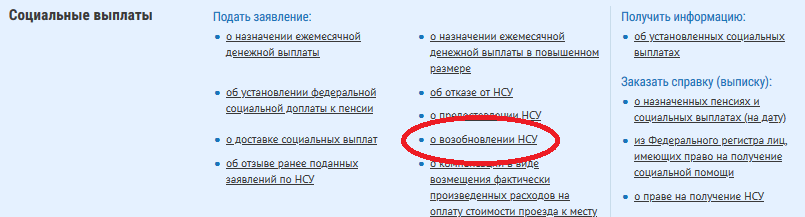 Социальные выплаты
Подать заявление:
о назначении ежемесячной
денежной выплаты
об установлении федеральной
социальной доплаты к пенсии
о доставке социальных выплат
об отзыве ранее поданных
заявлений по НСУ
о назначении ежемесячной
денежной выплаты в повышенном
размере
об отказе от НСУ
о предоставлении НСУ
о возобновлении НСУ
о компенсации в виде
возмещения фактически
произведенных расходов на
оплату стоимости проезда к месту
Получить информацию:
об установленных социальных
выплатах
Заказать справку (выписку):
о назначенных пенсиях и
социальных выплатах (на дату)
из Федерального регистра лиц,
имеющих право на получение
социальной помощи
о праве на получение НСУ